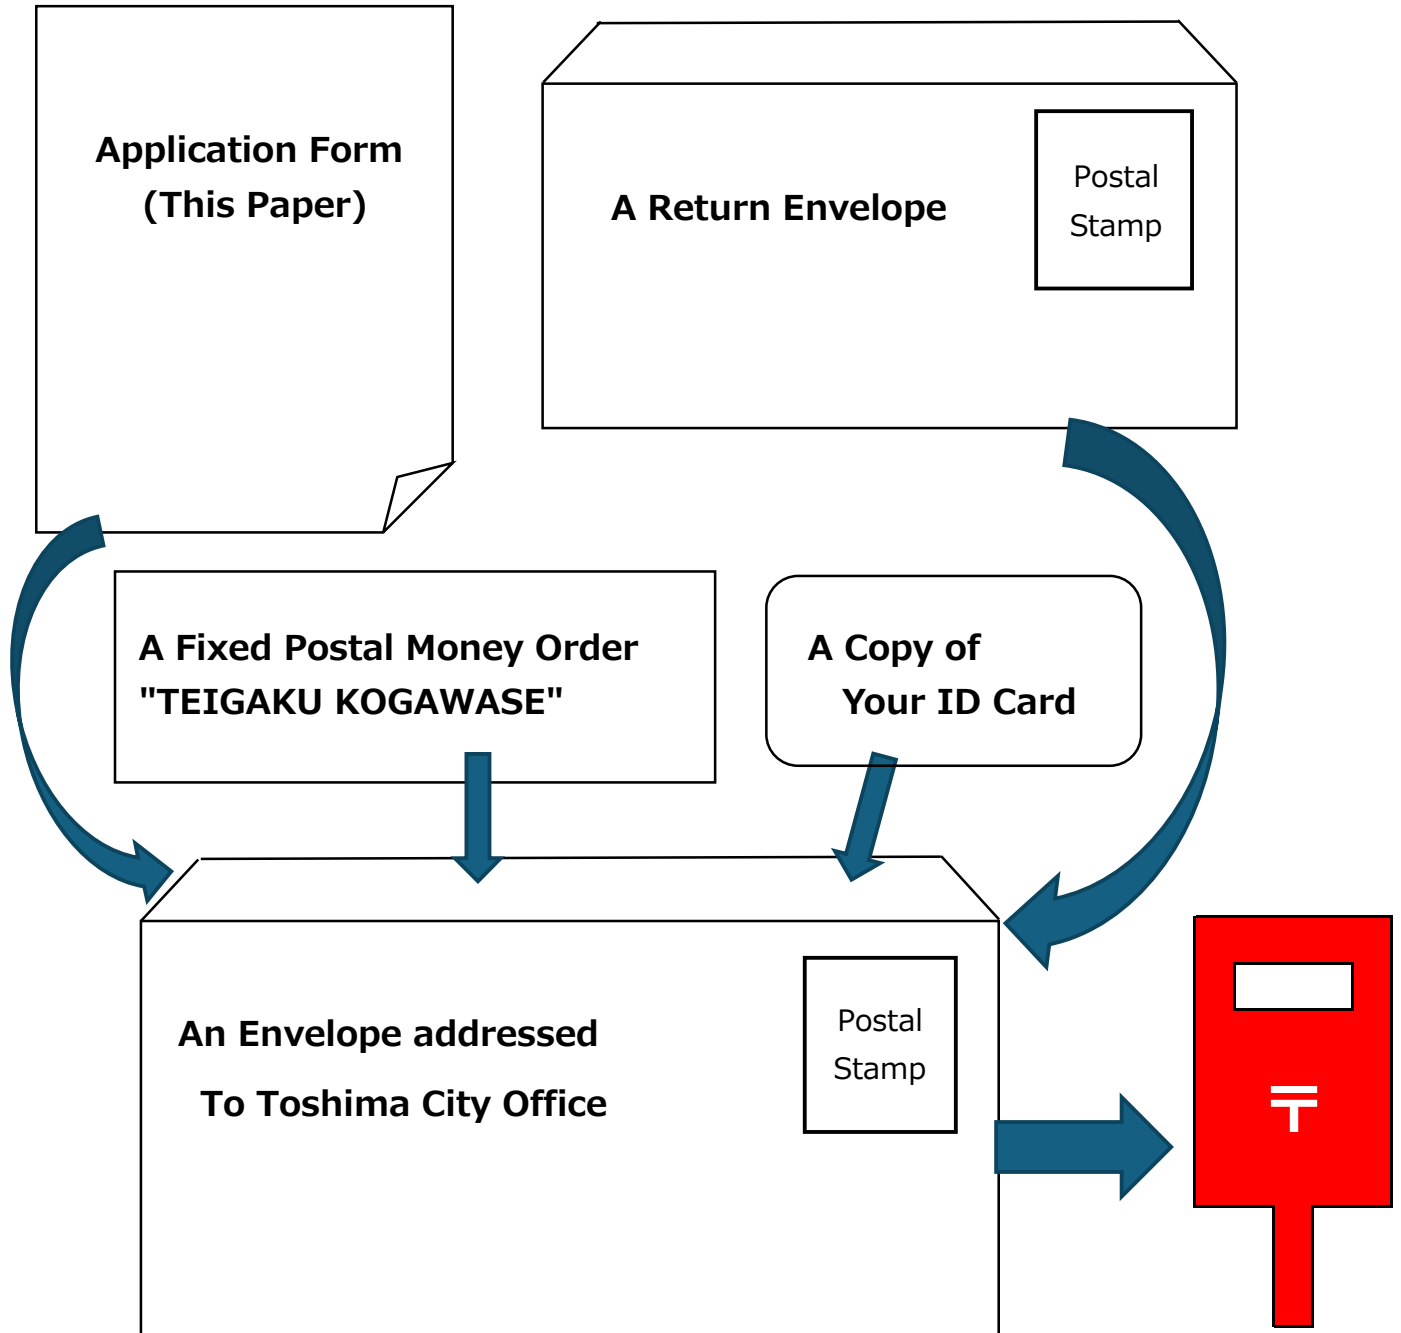 Application Form
(This Paper)
A Return Envelope
Postal
Stamp
A Fixed Postal Money Order
"TEIGAKU KOGAWASE"
A Copy of
Your ID Card
An Envelope addressed
To Toshima City Office
Postal
Stamp
〒